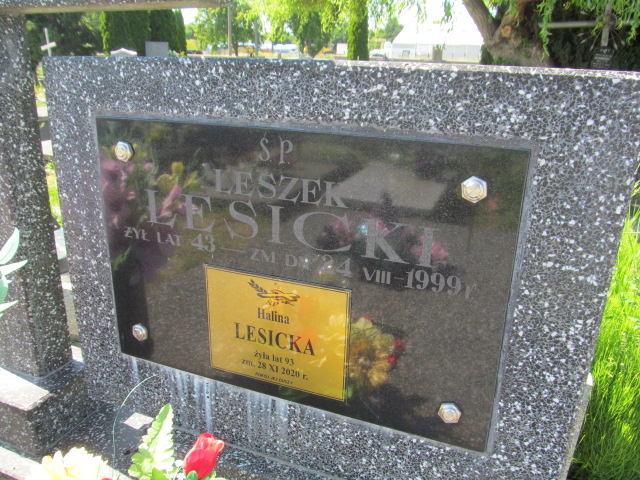 Ś P
LESZEK
LESICKI
ŻYŁ LAT 43 — ZM DN 24 VIII – 1999 r
Halina
LESICKA
żyła lat 93
zm. 28 XI 2020 r.